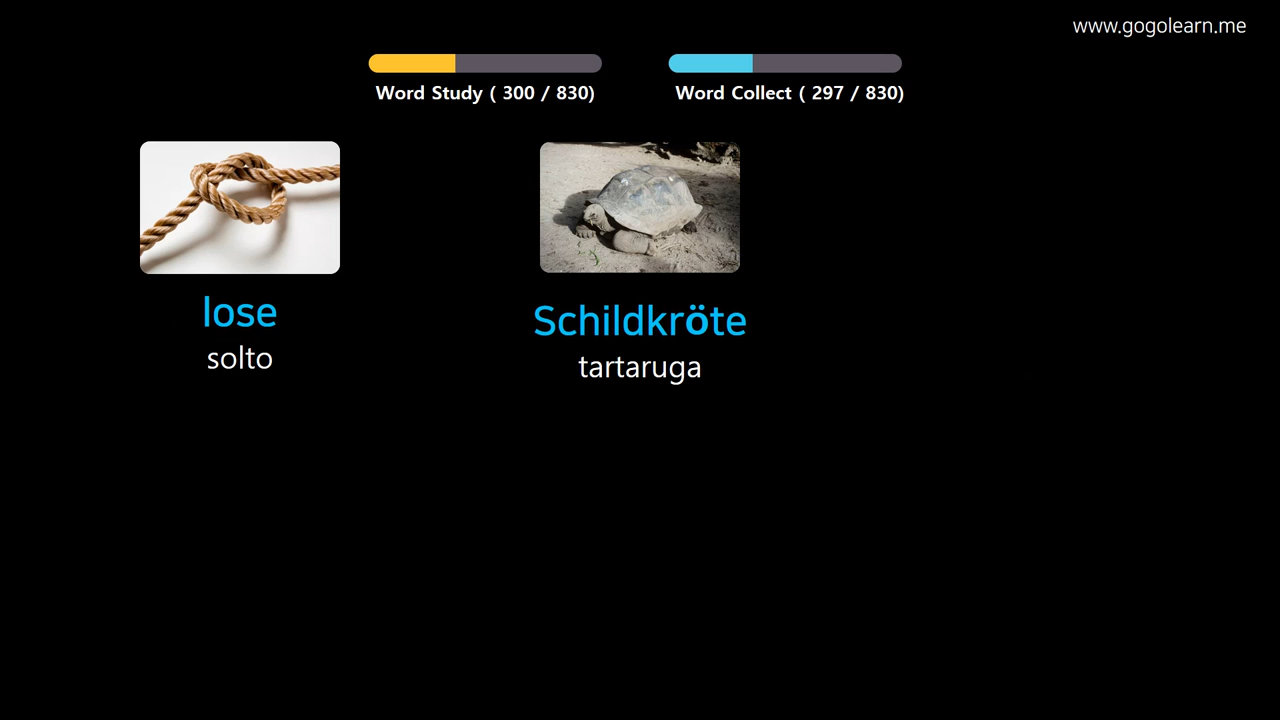 www.gogolearn.me
Word Study ( 300 / 830)
Word Collect ( 297 / 830)
lose
solto
Schildkröte
tartaruga